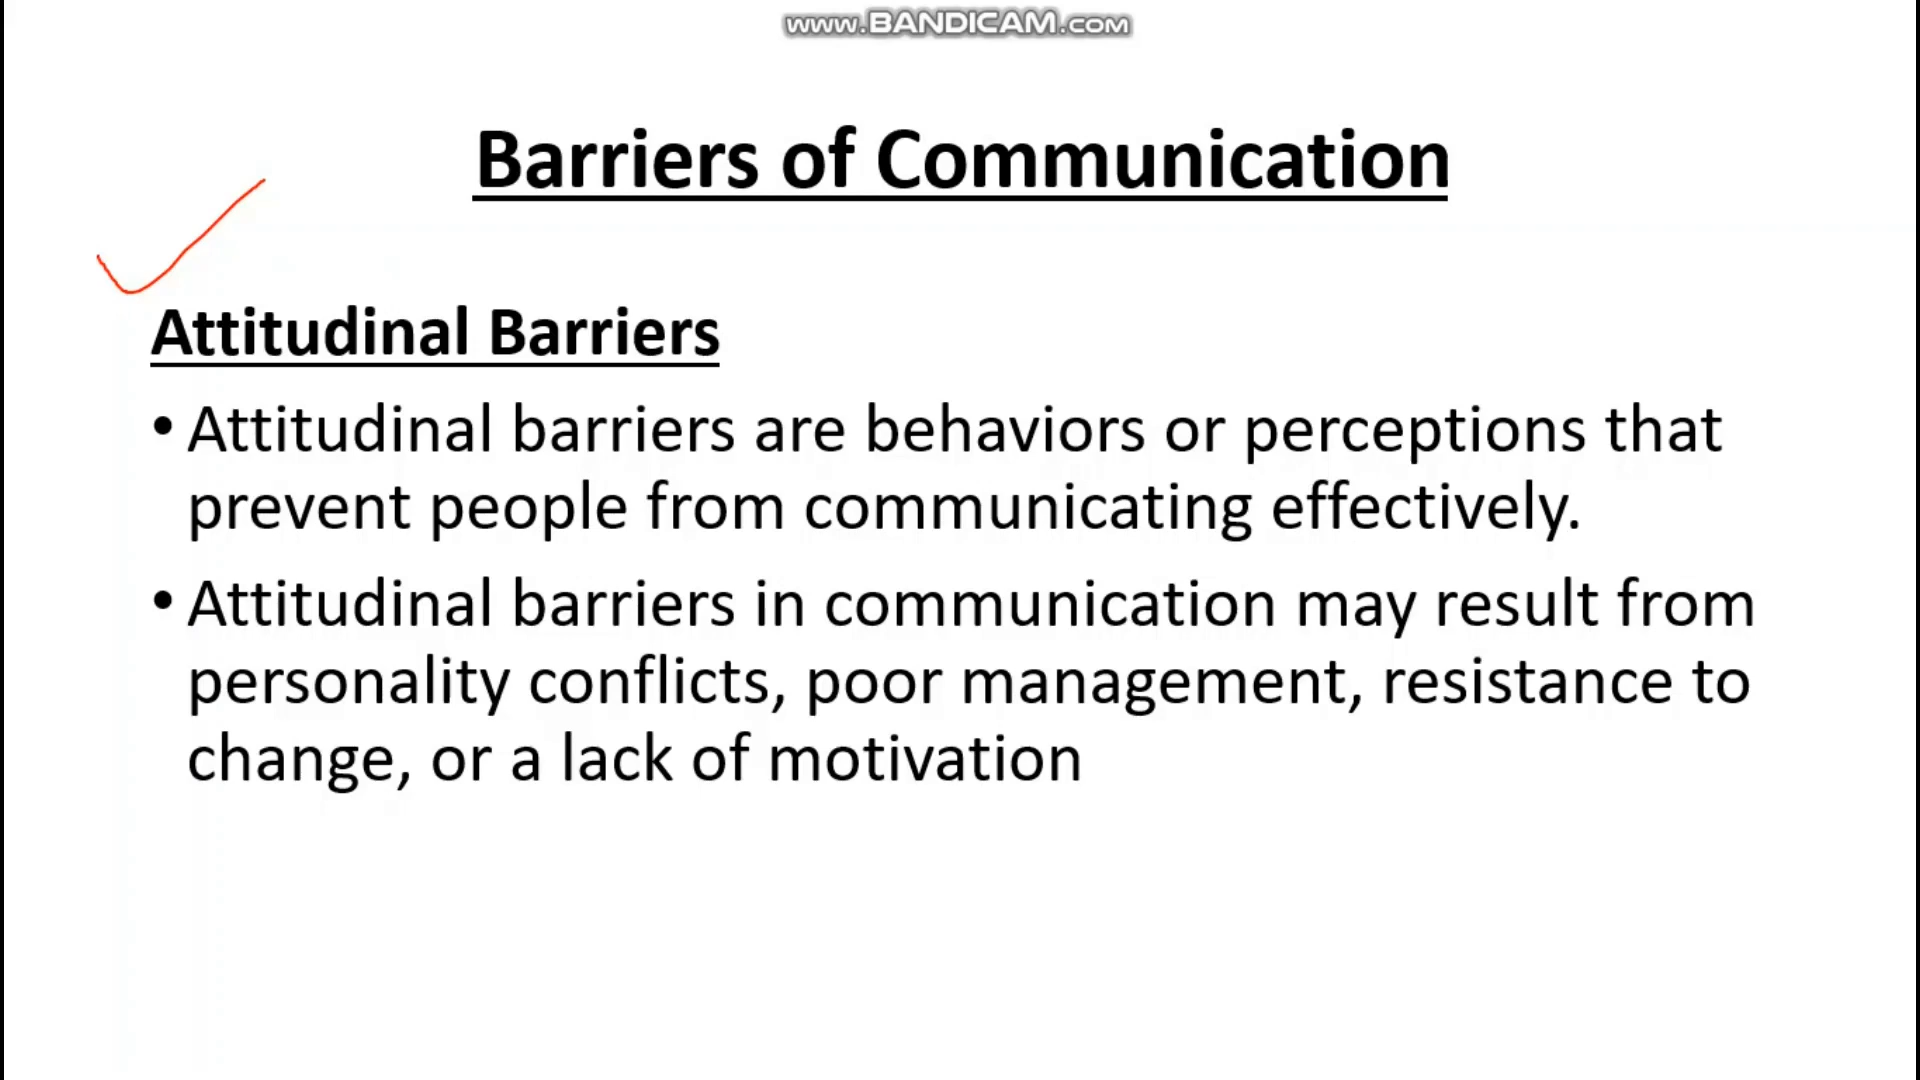 www.BANDICAM.com
Barriers of Communication
Attitudinal Barriers
• Attitudinal barriers are behaviors or perceptions that
prevent people from communicating effectively.
• Attitudinal barriers in communication may result from
personality conflicts, poor management, resistance to
change, or a lack of motivation